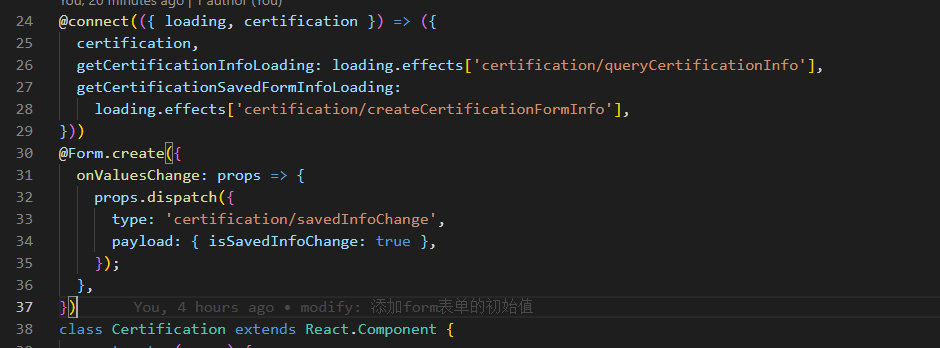 You, 20 minutes ago | 1 author (You)
24 @connect(({ loading, certification }) => ({
25   certification,
26   getCertificationInfoLoading: loading.effects['certification/queryCertificationInfo'],
27   getCertificationSavedFormInfoLoading:
28     loading.effects['certification/createCertificationFormInfo'],
29 }))
30 @Form.create({
31   onValuesChange: props => {
32     props.dispatch({
33       type: 'certification/savedInfoChange',
34       payload: { isSavedInfoChange: true },
35     });
36   },
37 }) You, 4 hours ago • modify: 添加form表单的初始值
38 class Certification extends React.Component {